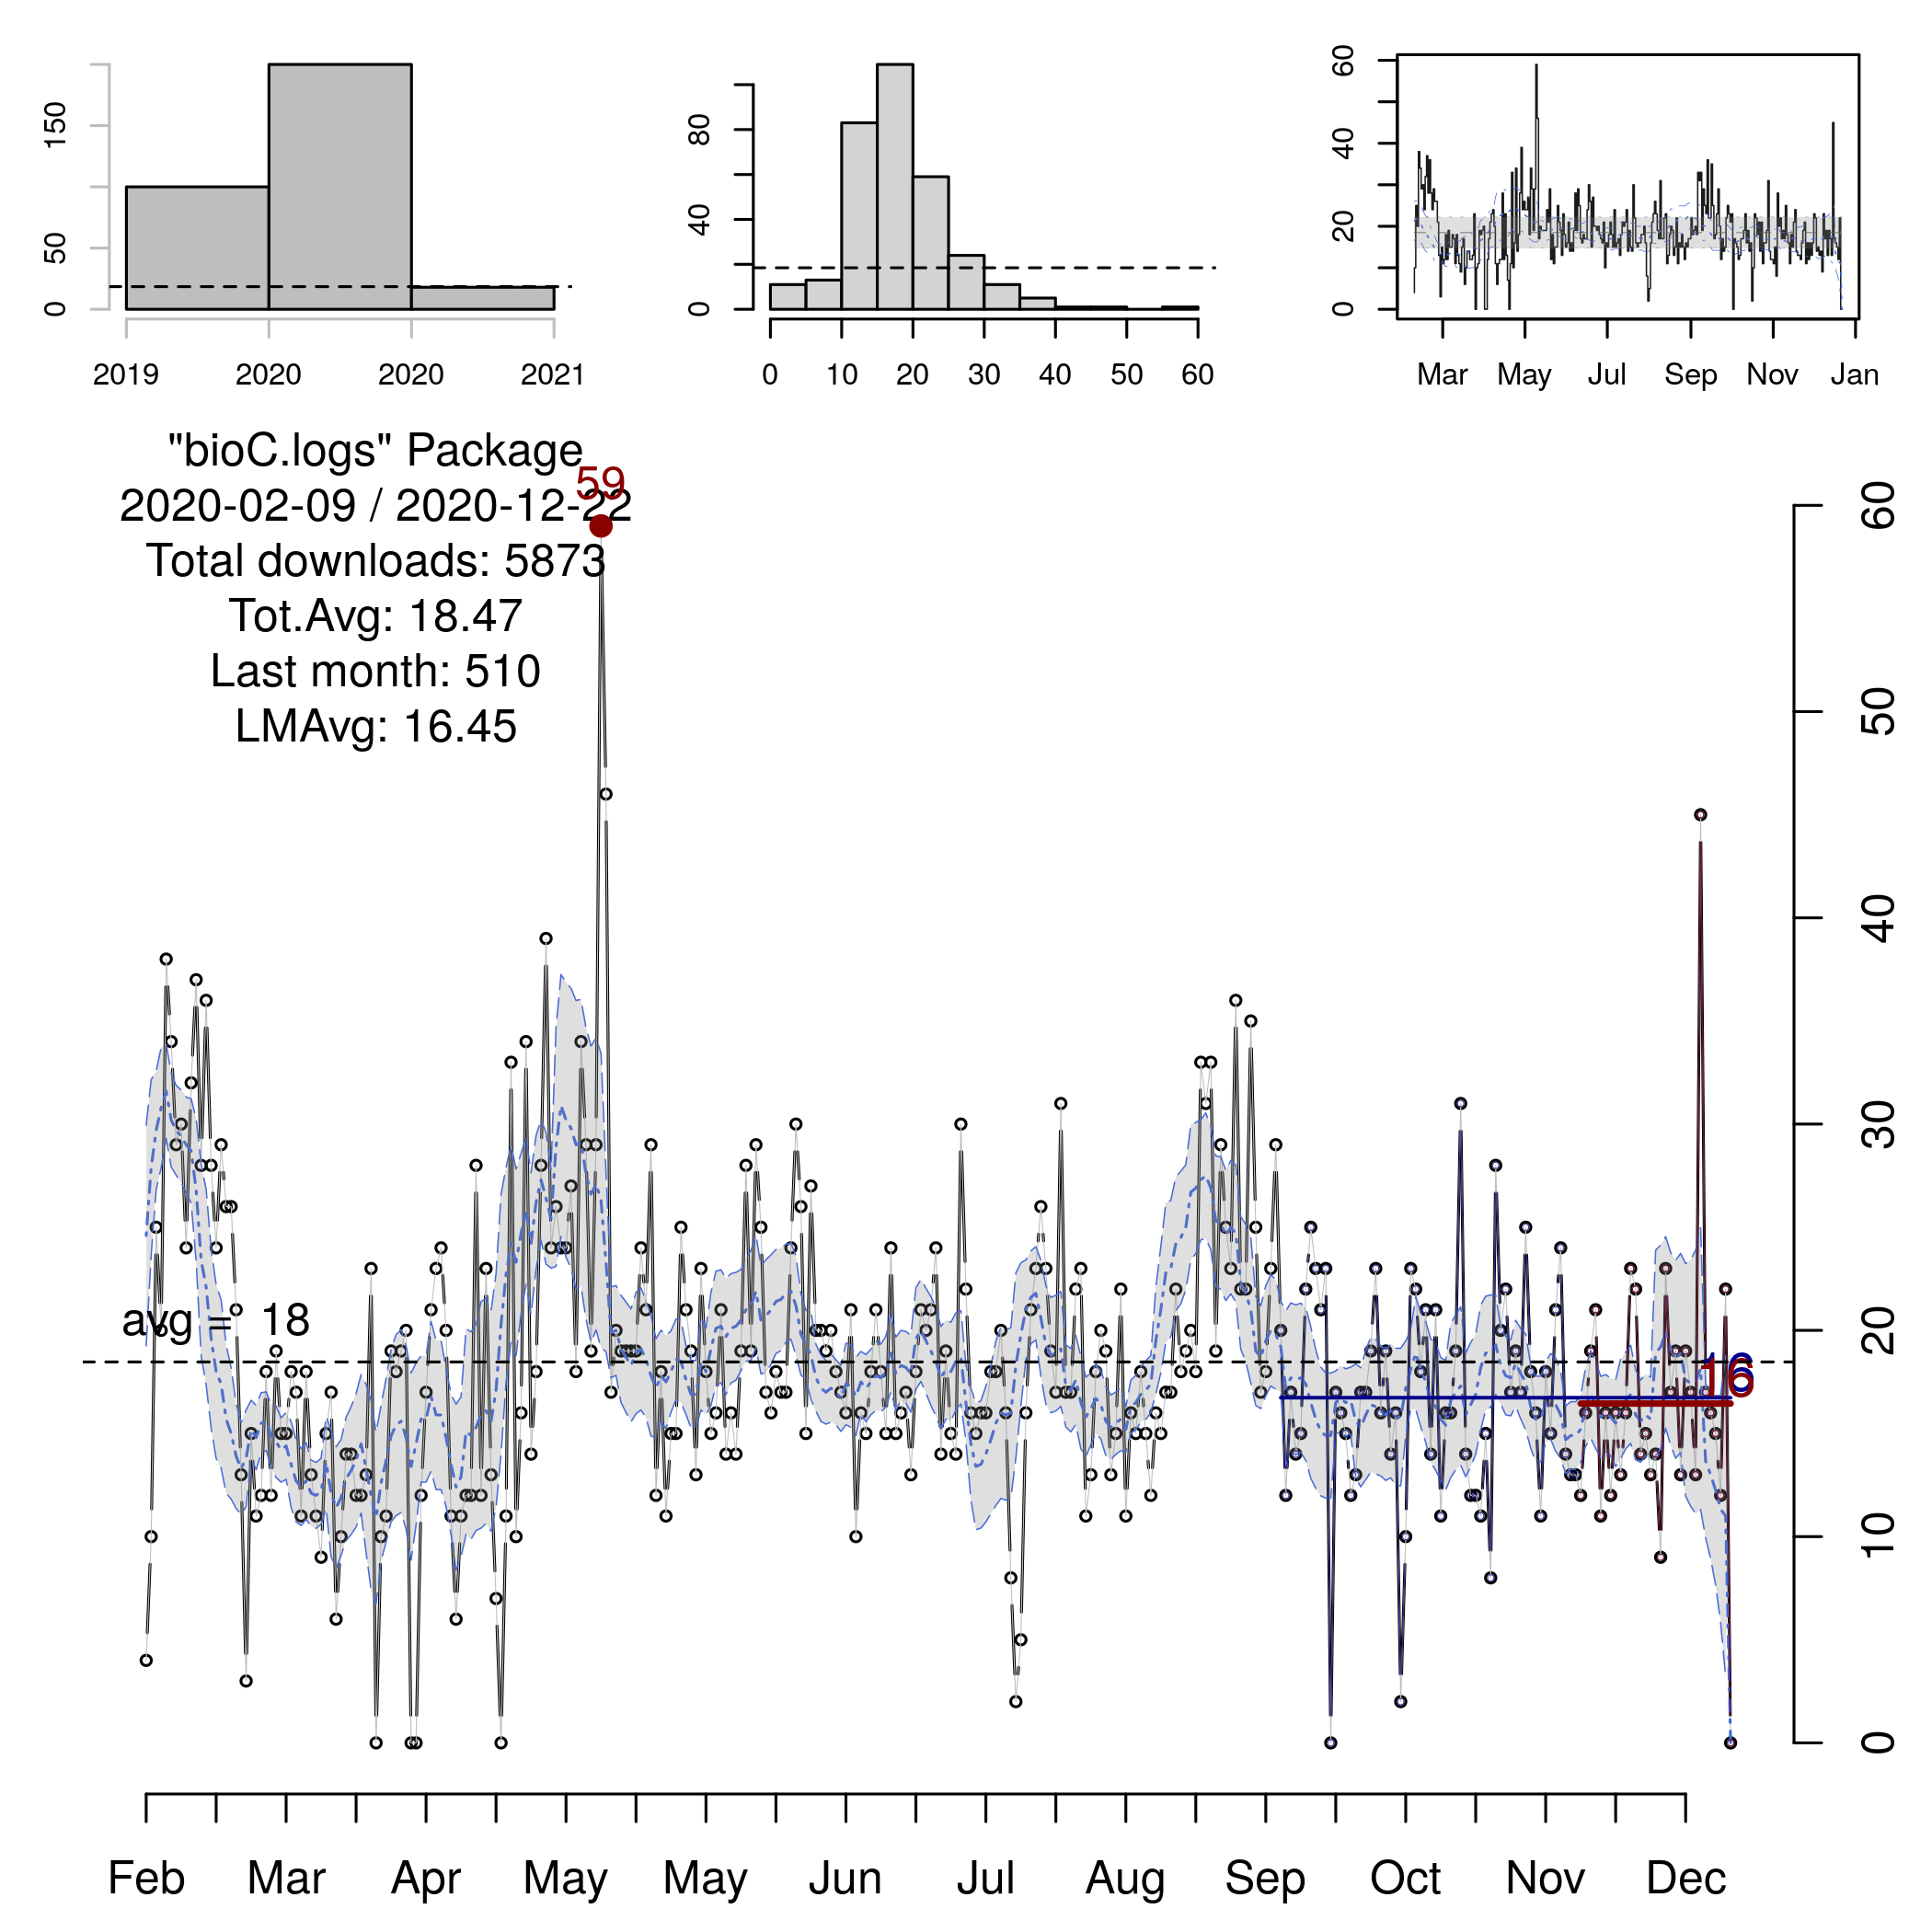 150
50
0
2019 2020 2020 2021
80
40
0
0 10 20 30 40 50 60
60
40
20
0
Mar May Jul Sep Nov Jan
"bioC.logs" Package
59
2020-02-09 / 2020-12-22
Total downloads: 5873
Tot.Avg: 18.47
Last month: 510
LMAvg: 16.45
avg = 18
16
16
60
50
40
30
20
10
0
Feb Mar Apr May May Jun Jul Aug Sep Oct Nov Dec